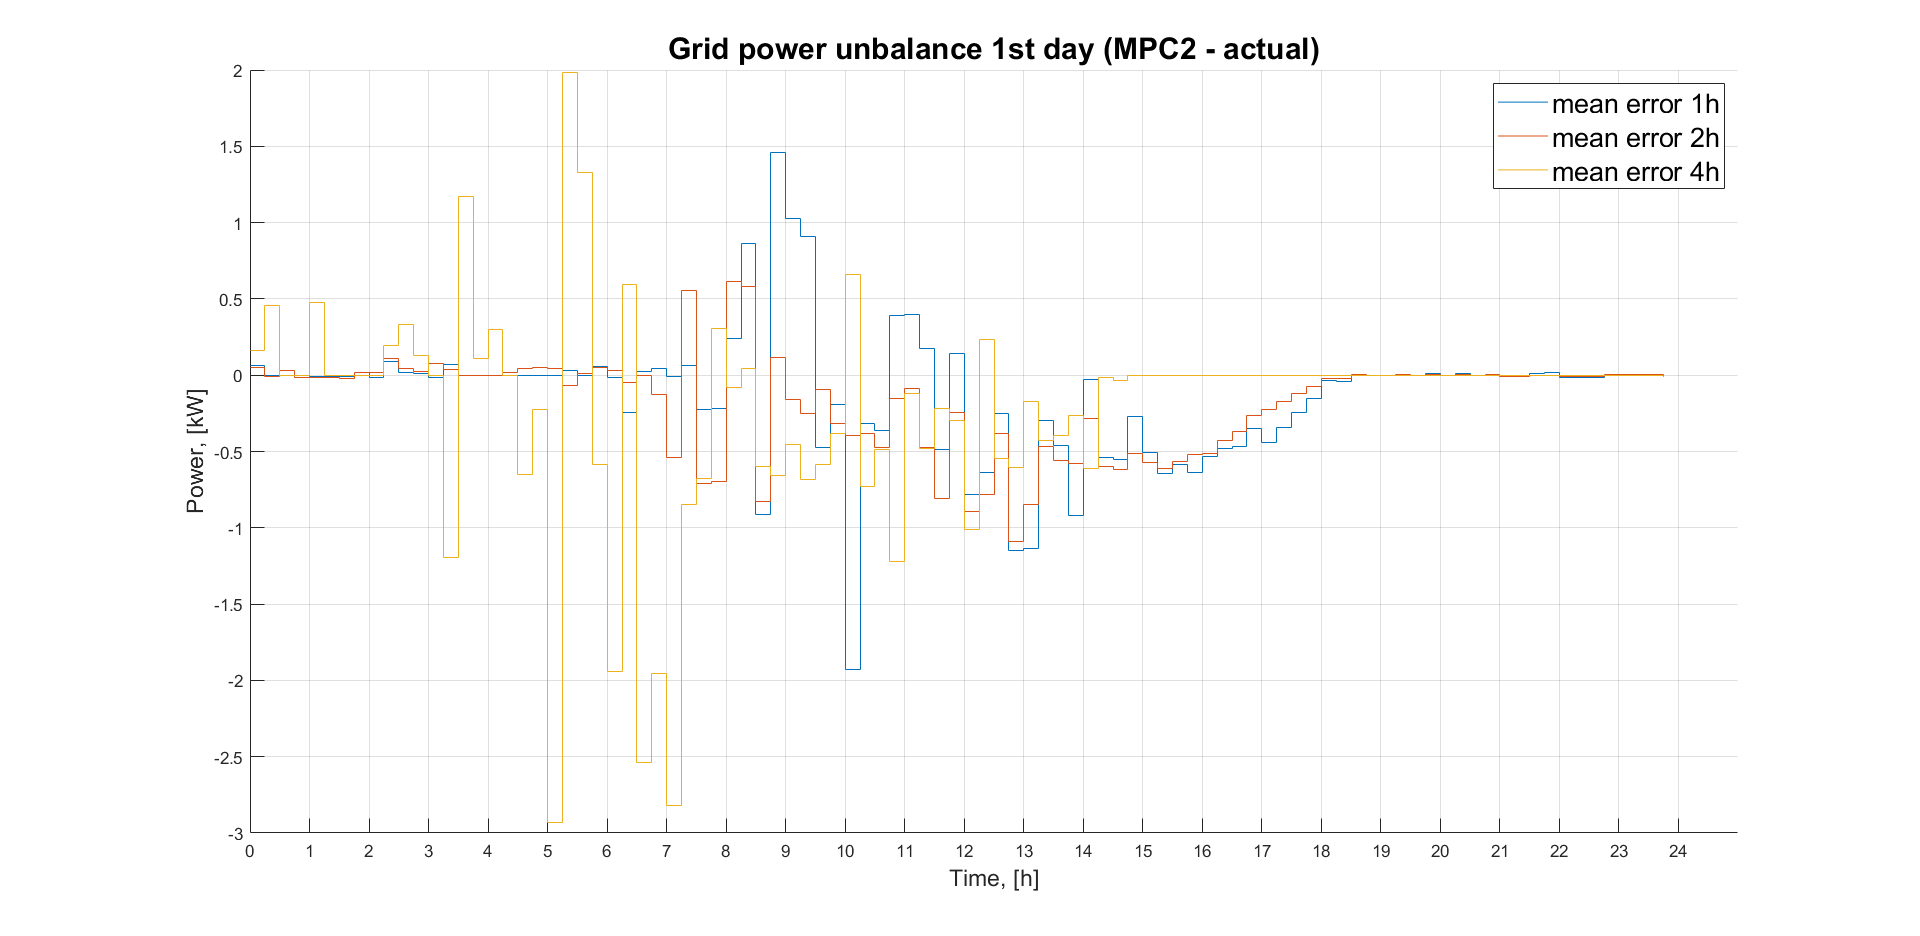 Grid power unbalance 1st day (MPC2 - actual)
mean error 1h
mean error 2h
mean error 4h
2
1.5
1
0.5
0
-0.5
-1
-1.5
-2
-2.5
-3
Power, [kW]
0 1 2 3 4 5 6 7 8 9 10 11 12 13 14 15 16 17 18 19 20 21 22 23 24
Time, [h]